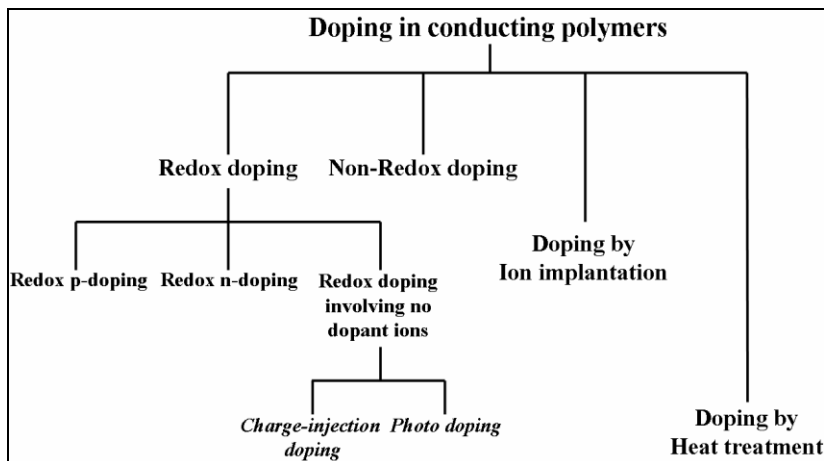 Doping in conducting polymers
Redox doping
Non-Redox doping
Doping by
Ion implantation
Redox p-doping
Redox n-doping
Redox doping
involving no
dopant ions
Charge-injection
doping
Photo doping
Doping by
Heat treatment